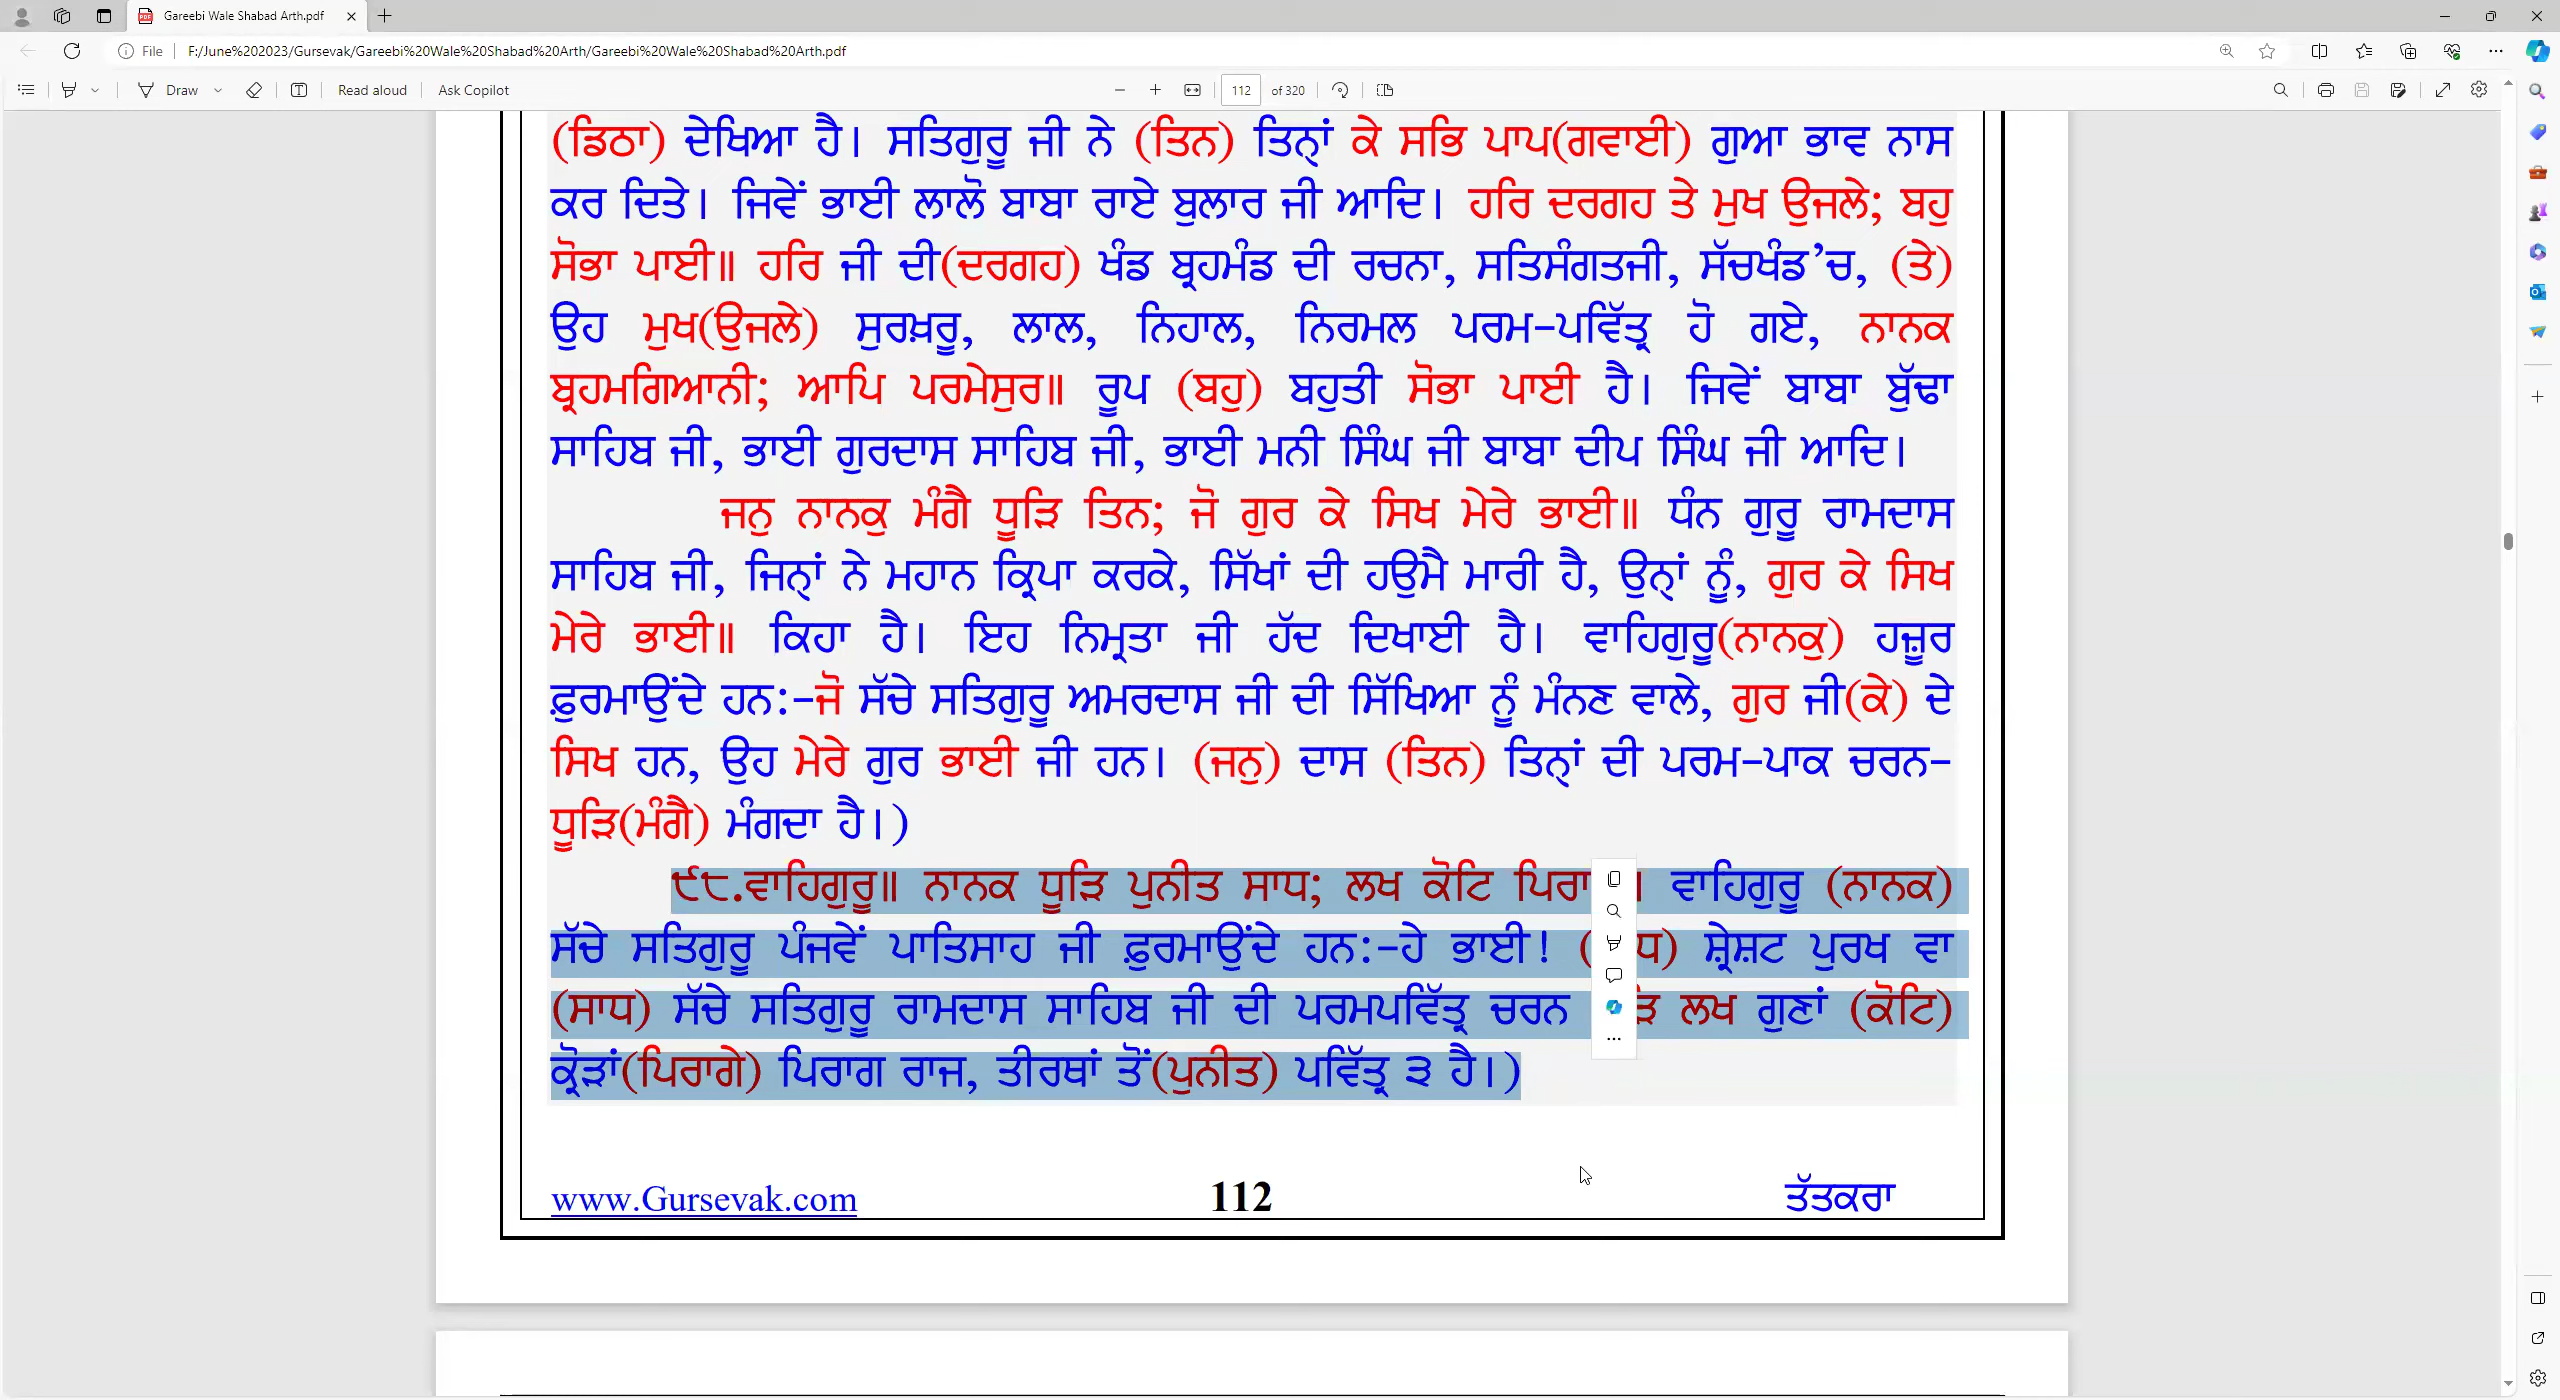 Gareebi Wale Shabad Arth.pdf
File F:/June%202023/Gursevak/Gareebi%20Wale%20Shabad%20Arth/Gareebi%20Wale%20Shabad%20Arth.pdf
Draw Read aloud Ask Copilot 112 of 320
(ਡਿਠਾ) ਦੇਖਿਆ ਹੈ। ਸਤਿਗੁਰੂ ਜੀ ਨੇ (ਤਿਨ) ਤਿਨ੍ਹਾਂ ਕੇ ਸਭਿ ਪਾਪ(ਗਵਾਈ) ਗੁਆ ਭਾਵ ਨਾਸ
ਕਰ ਦਿਤੇ। ਜਿਵੇਂ ਭਾਈ ਲਾਲੋ ਬਾਬਾ ਰਾਏ ਬੁਲਾਰ ਜੀ ਆਦਿ। ਹਰਿ ਦਰਗਹ ਤੇ ਮੁਖ ਉਜਲੇ; ਬਹੁ
ਸੋਭਾ ਪਾਈ॥ ਹਰਿ ਜੀ ਦੀ(ਦਰਗਹ) ਖੰਡ ਬ੍ਰਹਮੰਡ ਦੀ ਰਚਨਾ, ਸਤਿਸੰਗਤਜੀ, ਸੱਚਖੰਡ’ਚ, (ਤੇ)
ਉਹ ਮੁਖ(ਉਜਲੇ) ਸੁਰਖ਼ਰੂ, ਲਾਲ, ਨਿਹਾਲ, ਨਿਰਮਲ ਪਰਮ-ਪਵਿੱਤ੍ਰ ਹੋ ਗਏ, ਨਾਨਕ
ਬ੍ਰਹਮਗਿਆਨੀ; ਆਪਿ ਪਰਮੇਸੁਰ॥ ਰੂਪ (ਬਹੁ) ਬਹੁਤੀ ਸੋਭਾ ਪਾਈ ਹੈ। ਜਿਵੇਂ ਬਾਬਾ ਬੁੱਢਾ
ਸਾਹਿਬ ਜੀ, ਭਾਈ ਗੁਰਦਾਸ ਸਾਹਿਬ ਜੀ, ਭਾਈ ਮਨੀ ਸਿੰਘ ਜੀ ਬਾਬਾ ਦੀਪ ਸਿੰਘ ਜੀ ਆਦਿ।
ਜਨੁ ਨਾਨਕੁ ਮੰਗੈ ਧੂੜਿ ਤਿਨ; ਜੋ ਗੁਰ ਕੇ ਸਿਖ ਮੇਰੇ ਭਾਈ॥ ਧੰਨ ਗੁਰੂ ਰਾਮਦਾਸ
ਸਾਹਿਬ ਜੀ, ਜਿਨ੍ਹਾਂ ਨੇ ਮਹਾਨ ਕ੍ਰਿਪਾ ਕਰਕੇ, ਸਿੱਖਾਂ ਦੀ ਹਉਮੈ ਮਾਰੀ ਹੈ, ਉਨ੍ਹਾਂ ਨੂੰ, ਗੁਰ ਕੇ ਸਿਖ
ਮੇਰੇ ਭਾਈ॥ ਕਿਹਾ ਹੈ। ਇਹ ਨਿਮ੍ਰਤਾ ਜੀ ਹੱਦ ਦਿਖਾਈ ਹੈ। ਵਾਹਿਗੁਰੂ(ਨਾਨਕੁ) ਹਜ਼ੂਰ
ਫ਼ੁਰਮਾਉਂਦੇ ਹਨ:-ਜੋ ਸੱਚੇ ਸਤਿਗੁਰੂ ਅਮਰਦਾਸ ਜੀ ਦੀ ਸਿੱਖਿਆ ਨੂੰ ਮੰਨਣ ਵਾਲੇ, ਗੁਰ ਜੀ(ਕੇ) ਦੇ
ਸਿਖ ਹਨ, ਉਹ ਮੇਰੇ ਗੁਰ ਭਾਈ ਜੀ ਹਨ। (ਜਨੁ) ਦਾਸ (ਤਿਨ) ਤਿਨ੍ਹਾਂ ਦੀ ਪਰਮ-ਪਾਕ ਚਰਨ-
ਧੂੜਿ(ਮੰਗੈ) ਮੰਗਦਾ ਹੈ।)
੯੮.ਵਾਹਿਗੁਰੂ॥ ਨਾਨਕ ਧੂੜਿ ਪੁਨੀਤ ਸਾਧ; ਲਖ ਕੋਟਿ ਵਾਹਿਗੁਰੂ (ਨਾਨਕ)
ਸੱਚੇ ਸਤਿਗੁਰੂ ਪੰਜਵੇਂ ਪਾਤਿਸਾਹ ਜੀ ਫ਼ੁਰਮਾਉਂਦੇ ਹਨ:-ਹੇ ਭਾਈ! ਸ਼੍ਰੇਸ਼ਟ ਪੁਰਖ ਵਾ
(ਸਾਧ) ਸੱਚੇ ਸਤਿਗੁਰੂ ਰਾਮਦਾਸ ਸਾਹਿਬ ਜੀ ਦੀ ਪਰਮਪਵਿੱਤ੍ਰ ਚਰਨ ਲਖ ਗੁਣਾਂ (ਕੋਟਿ)
ਕ੍ਰੋੜਾਂ(ਪਿਰਾਗੇ) ਪਿਰਾਗ ਰਾਜ, ਤੀਰਥਾਂ ਤੋਂ(ਪੁਨੀਤ) ਪਵਿੱਤ੍ਰ ੩ ਹੈ।)
www.Gursevak.com 112 ਤੱਤਕਰਾ